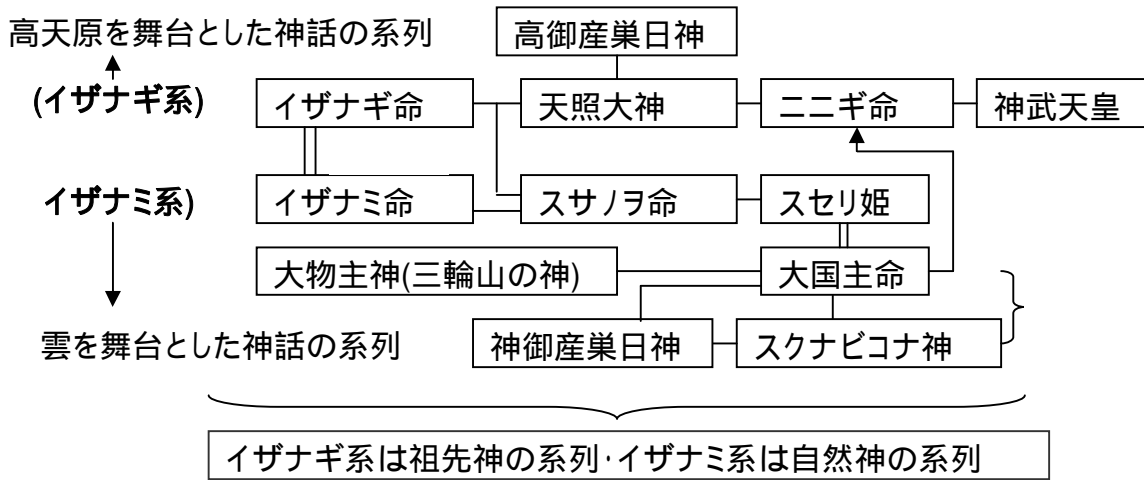 高天原を舞台とした神話の系列
高御産巣日神
(イザナギ系)
イザナギ命
天照大神
ニニギ命
神武天皇
イザナミ系)
イザナミ命
スサノヲ命
スセリ姫
大物主神(三輪山の神)
大国主命
雲を舞台とした神話の系列
神御産巣日神
スクナビコナ神
イザナギ系は祖先神の系列・イザナミ系は自然神の系列